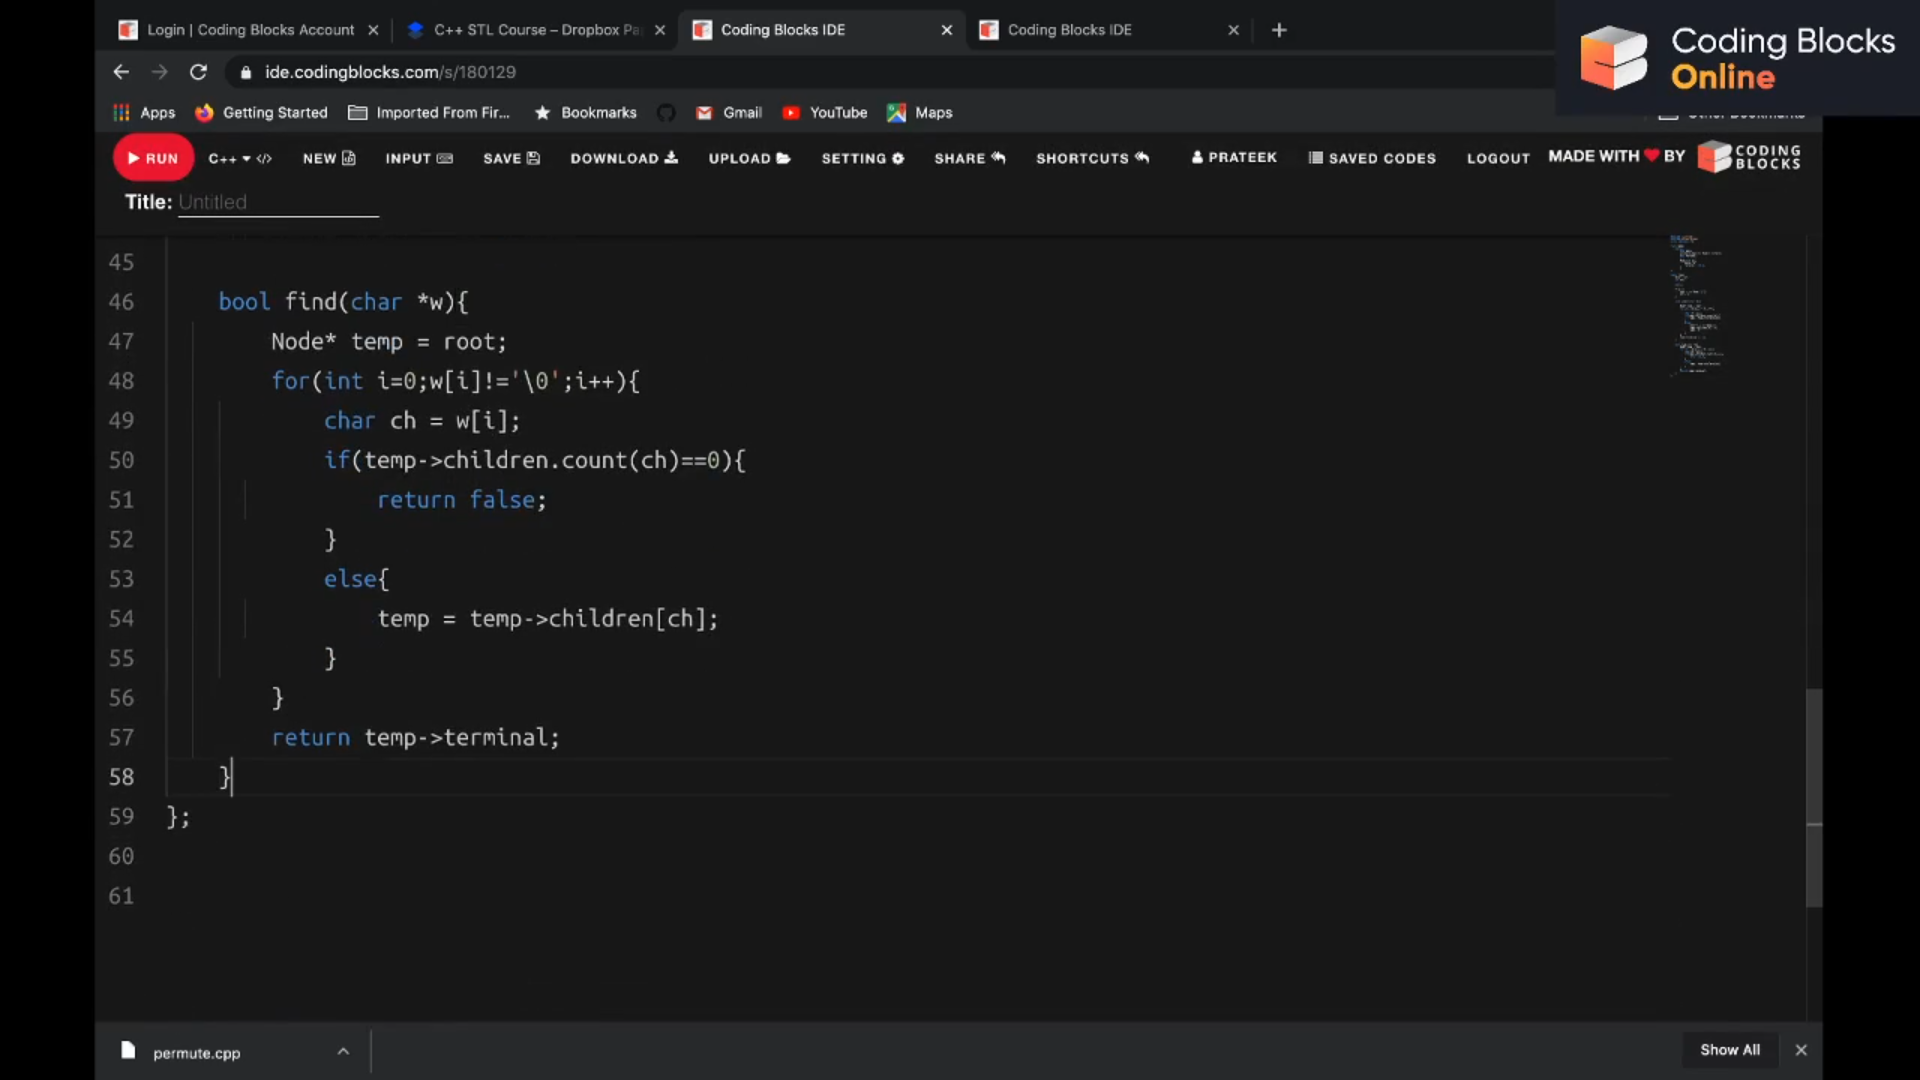 Login | Coding Blocks Account
C++ STL Course – Dropbox Pa
Coding Blocks IDE
Coding Blocks IDE
Coding Blocks
Online
ide.codingblocks.com/s/180129
Apps
Getting Started
Imported From Fir...
Bookmarks
Gmail
YouTube
Maps
Other Bookmarks
RUN
C++
NEW
INPUT
SAVE
DOWNLOAD
UPLOAD
SETTING
SHARE
SHORTCUTS
PRATEEK
SAVED CODES
LOGOUT
MADE WITH ❤ BY
CODING
BLOCKS
Title: Untitled
45
46 bool find(char *w){
47 Node* temp = root;
48 for(int i=0;w[i]!='\0';i++){
49 char ch = w[i];
50 if(temp->children.count(ch)==0){
51 return false;
52 }
53 else{
54 temp = temp->children[ch];
55 }
56 }
57 return temp->terminal;
58 }
59 };
60
61
permute.cpp
Show All